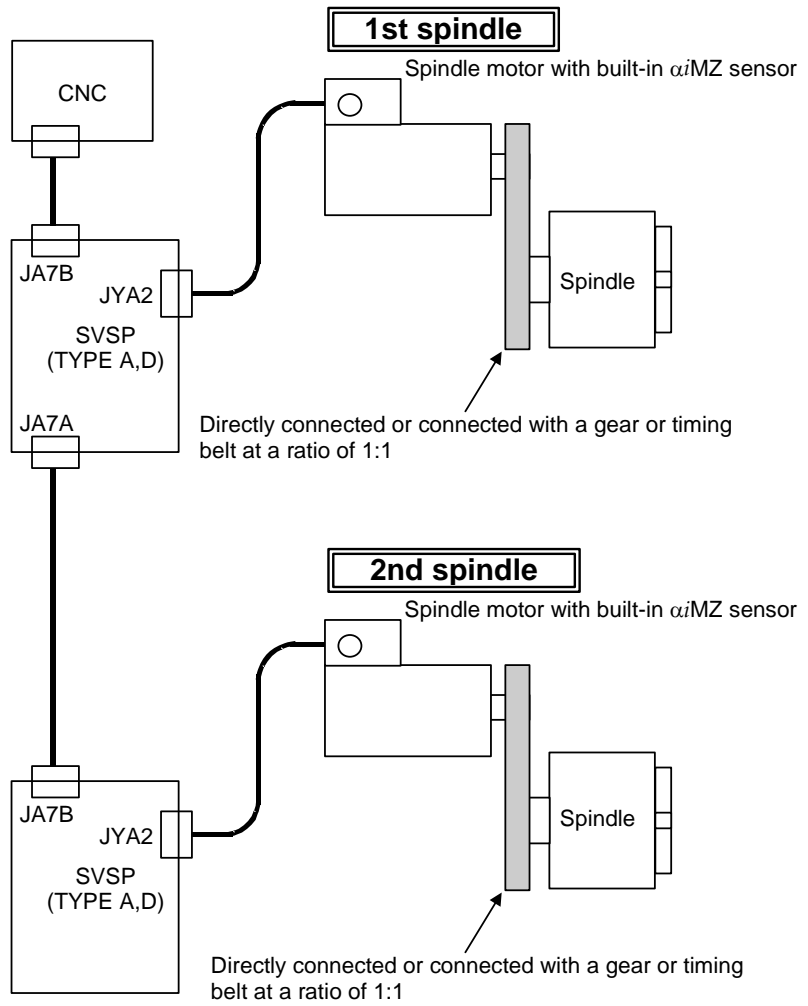 1st spindle
Spindle motor with built-in αiMZ sensor
CNC
JA7B
JYA2
SVSP
(TYPE A,D)
Spindle
JA7A
Directly connected or connected with a gear or timing
belt at a ratio of 1:1
2nd spindle
Spindle motor with built-in αiMZ sensor
JA7B
JYA2
SVSP
(TYPE A,D)
Spindle
Directly connected or connected with a gear or timing
belt at a ratio of 1:1